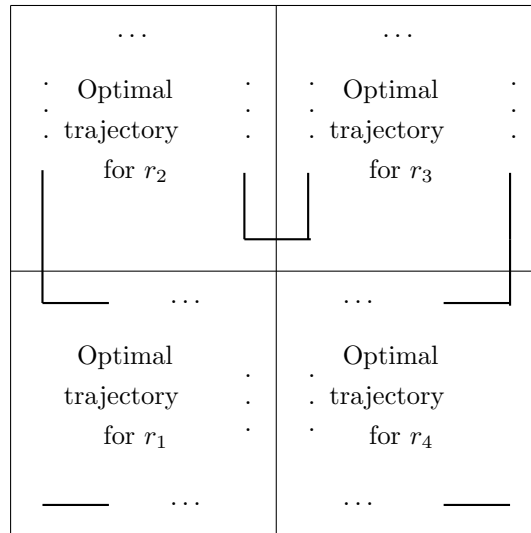 ...
Optimal
trajectory
for r₂
...
Optimal
trajectory
for r₃
...
Optimal
trajectory
for r₁
...
...
Optimal
trajectory
for r₄
...